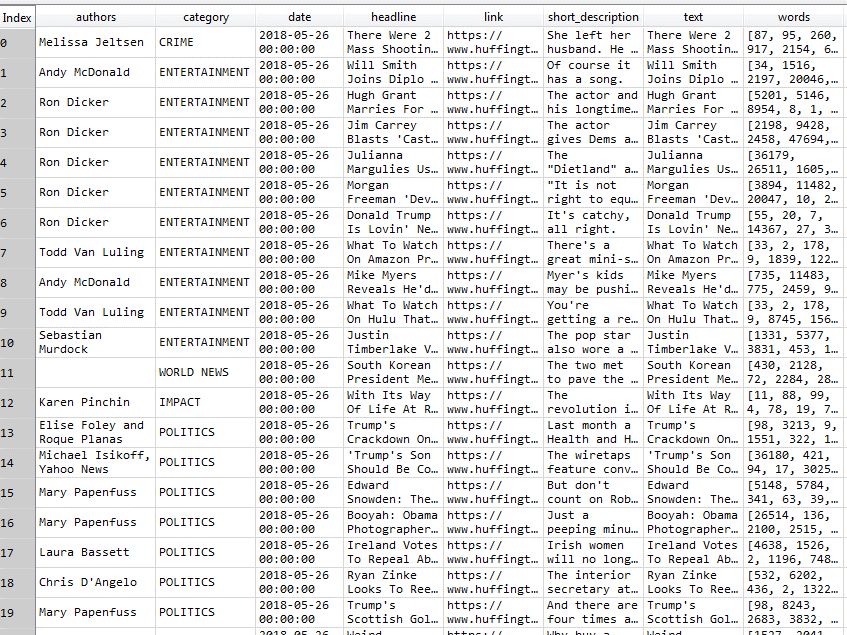 Index authors category date headline link short_description text words
0 Melissa Jeltsen CRIME 2018-05-26 00:00:00 There Were 2 Mass Shootin… https:// www.huffingt… She left her husband. He … There Were 2 Mass Shootin… [87, 95, 260, 917, 2154, 6…
1 Andy McDonald ENTERTAINMENT 2018-05-26 00:00:00 Will Smith Joins Diplo … https:// www.huffingt… Of course it has a song. Will Smith Joins Diplo … [34, 1516, 2197, 20046,…
2 Ron Dicker ENTERTAINMENT 2018-05-26 00:00:00 Hugh Grant Marries For … https:// www.huffingt… The actor and his longtime… Hugh Grant Marries For … [5201, 5146, 8954, 8, 1, …
3 Ron Dicker ENTERTAINMENT 2018-05-26 00:00:00 Jim Carrey Blasts 'Cast… https:// www.huffingt… The actor gives Dems a… Jim Carrey Blasts 'Cast… [2198, 9428, 2458, 47694,…
4 Ron Dicker ENTERTAINMENT 2018-05-26 00:00:00 Julianna Margulies Us… https:// www.huffingt… The "Dietland" a… Julianna Margulies Us… [36179, 26511, 1605,…
5 Ron Dicker ENTERTAINMENT 2018-05-26 00:00:00 Morgan Freeman 'Dev… https:// www.huffingt… "It is not right to equ… Morgan Freeman 'Dev… [3894, 11482, 20047, 10, 2…
6 Ron Dicker ENTERTAINMENT 2018-05-26 00:00:00 Donald Trump Is Lovin' Ne… https:// www.huffingt… It's catchy, all right. Donald Trump Is Lovin' Ne… [55, 20, 7, 14367, 27, 3…
7 Todd Van Luling ENTERTAINMENT 2018-05-26 00:00:00 What To Watch On Amazon Pr… https:// www.huffingt… There's a great mini-s… What To Watch On Amazon Pr… [33, 2, 178, 9, 1839, 122…
8 Andy McDonald ENTERTAINMENT 2018-05-26 00:00:00 Mike Myers Reveals He'd… https:// www.huffingt… Myer's kids may be pushi… Mike Myers Reveals He'd… [735, 11483, 775, 2459, 9…
9 Todd Van Luling ENTERTAINMENT 2018-05-26 00:00:00 What To Watch On Hulu That… https:// www.huffingt… You're getting a re… What To Watch On Hulu That… [33, 2, 178, 9, 8745, 156…
10 Sebastian Murdock ENTERTAINMENT 2018-05-26 00:00:00 Justin Timberlake V… https:// www.huffingt… The pop star also wore a … Justin Timberlake V… [1331, 5377, 3831, 453, 1…
11 WORLD NEWS 2018-05-26 00:00:00 South Korean President Me… https:// www.huffingt… The two met to pave the … South Korean President Me… [430, 2128, 72, 2284, 28…
12 Karen Pinchin IMPACT 2018-05-26 00:00:00 With Its Way Of Life At R… https:// www.huffingt… The revolution i… With Its Way Of Life At R… [11, 88, 99, 4, 78, 19, 7…
13 Elise Foley and Roque Planas POLITICS 2018-05-26 00:00:00 Trump's Crackdown On… https:// www.huffingt… Last month a Health and H… Trump's Crackdown On… [98, 3213, 9, 1551, 322, 1…
14 Michael Isikoff, Yahoo News POLITICS 2018-05-26 00:00:00 'Trump's Son Should Be Co… https:// www.huffingt… The wiretaps feature conv… 'Trump's Son Should Be Co… [36180, 421, 94, 17, 3025…
15 Mary Papenfuss POLITICS 2018-05-26 00:00:00 Edward Snowden: The… https:// www.huffingt… But don't count on Rob… Edward Snowden: The… [5148, 5784, 341, 63, 39,…
16 Mary Papenfuss POLITICS 2018-05-26 00:00:00 Booyah: Obama Photographer… https:// www.huffingt… Just a peeping minu… Booyah: Obama Photographer… [26514, 136, 2100, 2515, …
17 Laura Bassett POLITICS 2018-05-26 00:00:00 Ireland Votes To Repeal Ab… https:// www.huffingt… Irish women will no long… Ireland Votes To Repeal Ab… [4638, 1526, 2, 1196, 748…
18 Chris D'Angelo POLITICS 2018-05-26 00:00:00 Ryan Zinke Looks To Ree… https:// www.huffingt… The interior secretary at… Ryan Zinke Looks To Ree… [532, 6202, 436, 2, 1322…
19 Mary Papenfuss POLITICS 2018-05-26 00:00:00 Trump's Scottish Gol… https:// www.huffingt… And there are four times a… Trump's Scottish Gol… [98, 8243, 2683, 3832, …